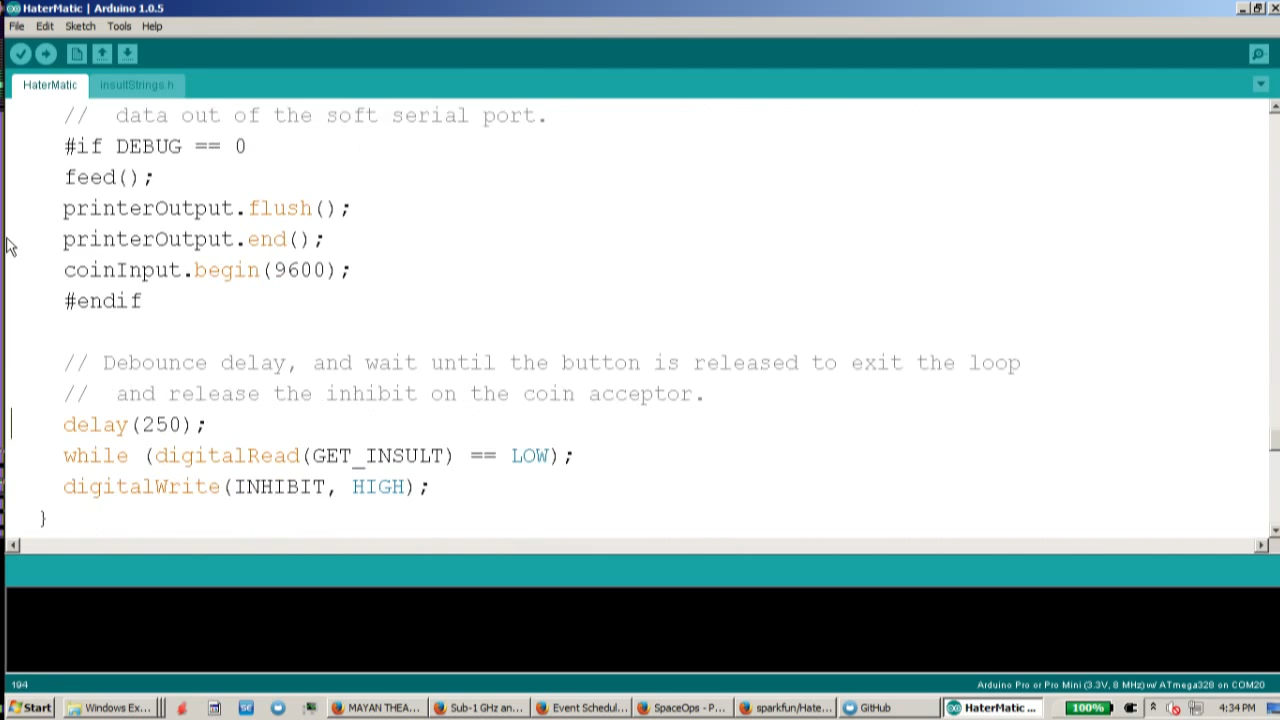 HaterMatic | Arduino 1.0.5
File Edit Sketch Tools Help
HaterMatic insultStrings.h
// data out of the soft serial port.
#if DEBUG == 0
feed();
printerOutput.flush();
printerOutput.end();
coinInput.begin(9600);
#endif
// Debounce delay, and wait until the button is released to exit the loop
// and release the inhibit on the coin acceptor.
delay(250);
while (digitalRead(GET_INSULT) == LOW);
digitalWrite(INHIBIT, HIGH);
}
194 Arduino Pro or Pro Mini (3.3V, 8 MHz) w/ ATmega328 on COM20
Start Windows Ex... MAYAN THEA... Sub-1 GHz an... Event Schedul... SpaceOps - P... sparkfun/Hate... GitHub HaterMatic ... 100% 4:34 PM